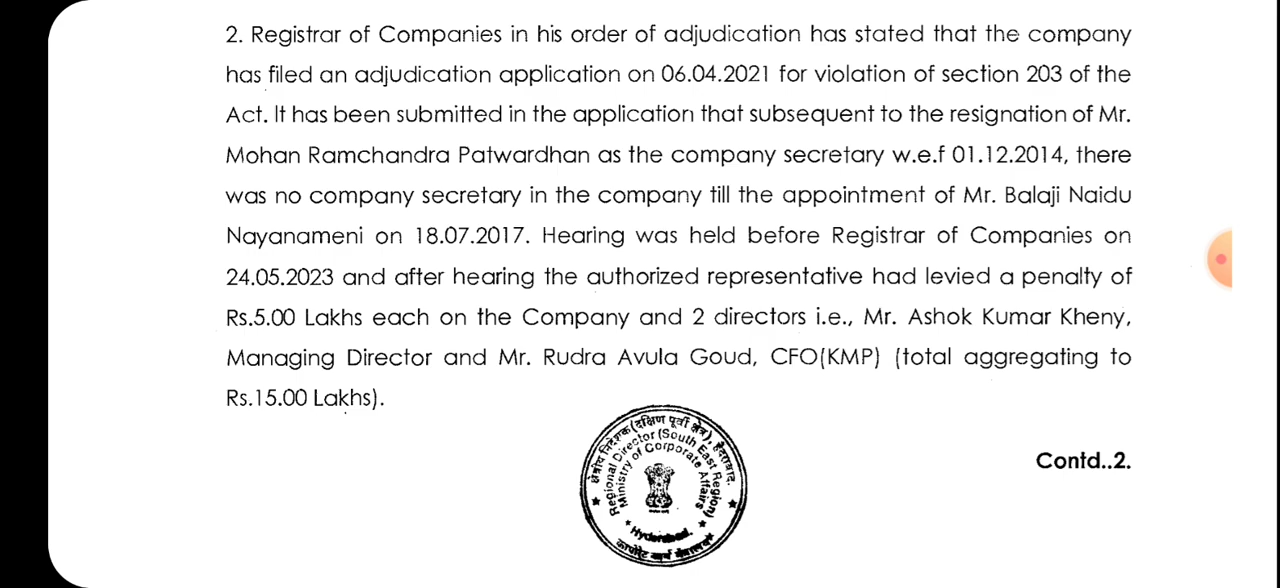 2. Registrar of Companies in his order of adjudication has stated that the company
has filed an adjudication application on 06.04.2021 for violation of section 203 of the
Act. It has been submitted in the application that subsequent to the resignation of Mr.
Mohan Ramchandra Patwardhan as the company secretary w.e.f 01.12.2014, there
was no company secretary in the company till the appointment of Mr. Balaji Naidu
Nayanameni on 18.07.2017. Hearing was held before Registrar of Companies on
24.05.2023 and after hearing the authorized representative had levied a penalty of
Rs.5.00 Lakhs each on the Company and 2 directors i.e., Mr. Ashok Kumar Kheny,
Managing Director and Mr. Rudra Avula Goud, CFO(KMP) (total aggregating to
Rs.15.00 Lakhs).
क्षेत्रीय निदेशक (दक्षिण पूर्वी क्षेत्र), हैदराबाद.
Regional Director (South East Region)
Ministry of Corporate Affairs
Hyderabad.
कार्पोरेट कार्य मंत्रालय
Contd..2.